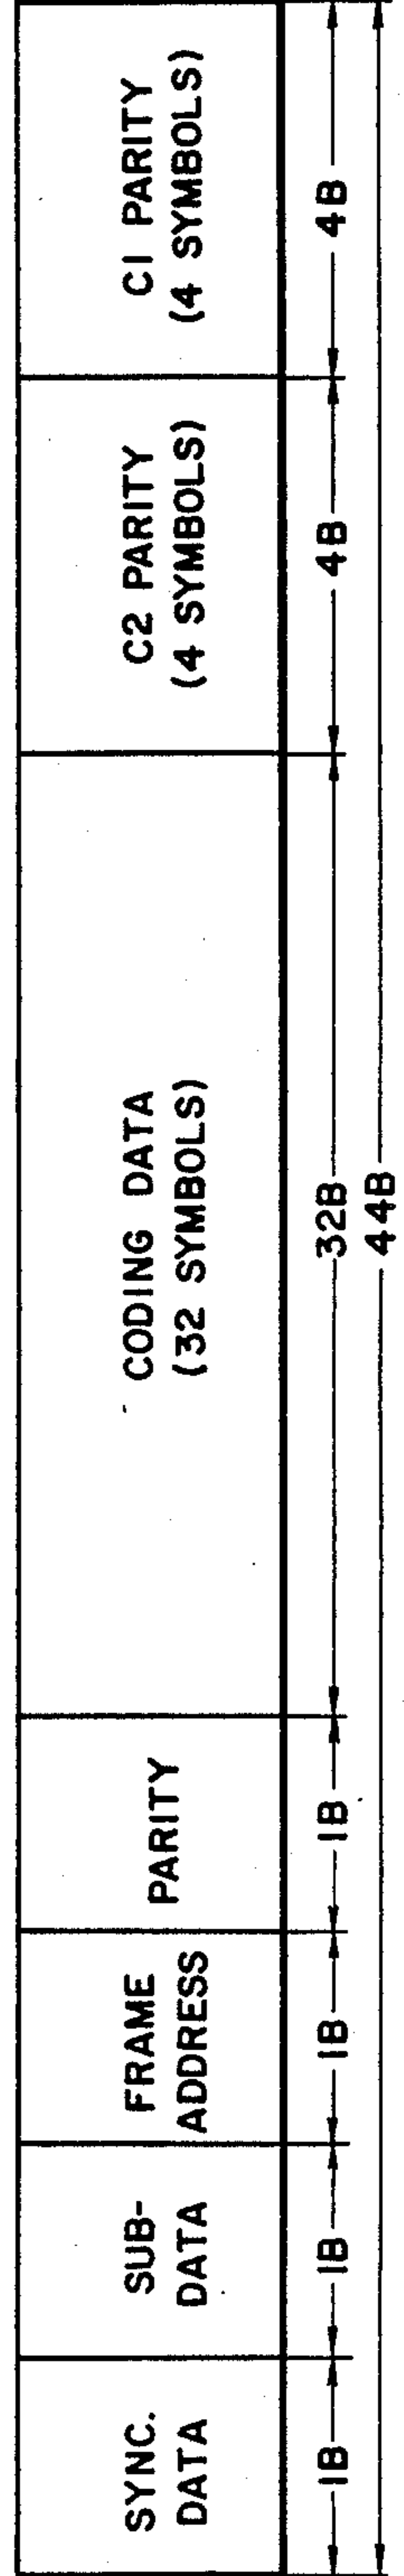 SYNC.
DATA
SUB-
DATA
FRAME
ADDRESS
PARITY
CODING DATA
(32 SYMBOLS)
C2 PARITY
(4 SYMBOLS)
C1 PARITY
(4 SYMBOLS)
1B
1B
1B
1B
32B
4B
4B
44B